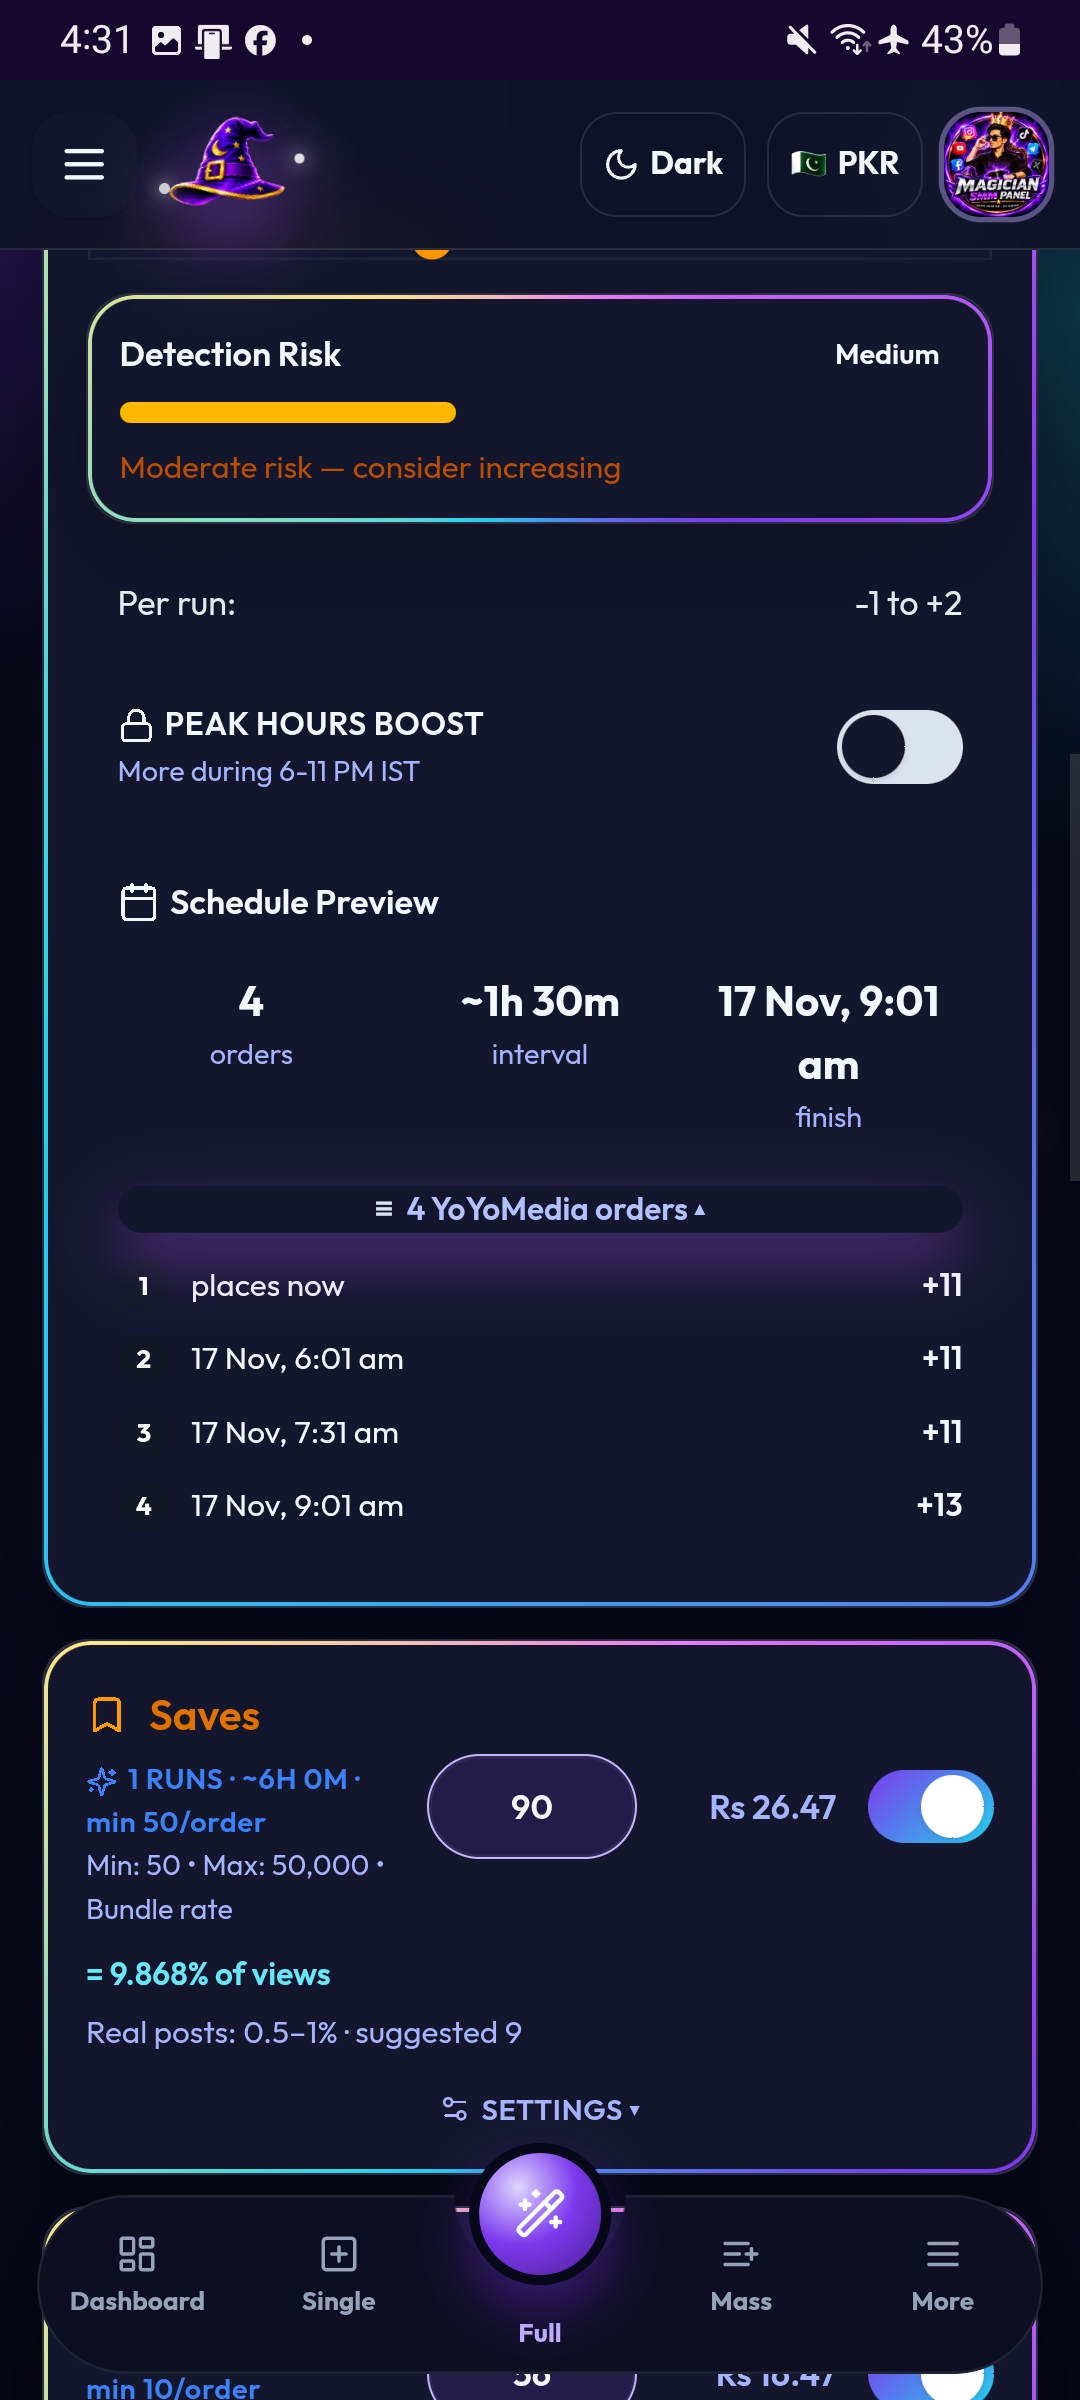 4:31
43%
Dark
PKR
MAGICIAN
SMM PANEL
Detection Risk
Medium
Moderate risk — consider increasing
Per run:
-1 to +2
PEAK HOURS BOOST
More during 6-11 PM IST
Schedule Preview
4
orders
~1h 30m
interval
17 Nov, 9:01
am
finish
4 YoYoMedia orders
1 places now +11
2 17 Nov, 6:01 am +11
3 17 Nov, 7:31 am +11
4 17 Nov, 9:01 am +13
Saves
1 RUNS · ~6H 0M ·
min 50/order
Min: 50 • Max: 50,000 •
Bundle rate
90
Rs 26.47
= 9.868% of views
Real posts: 0.5–1% · suggested 9
SETTINGS
Dashboard
Single
Full
Mass
More
min 10/order